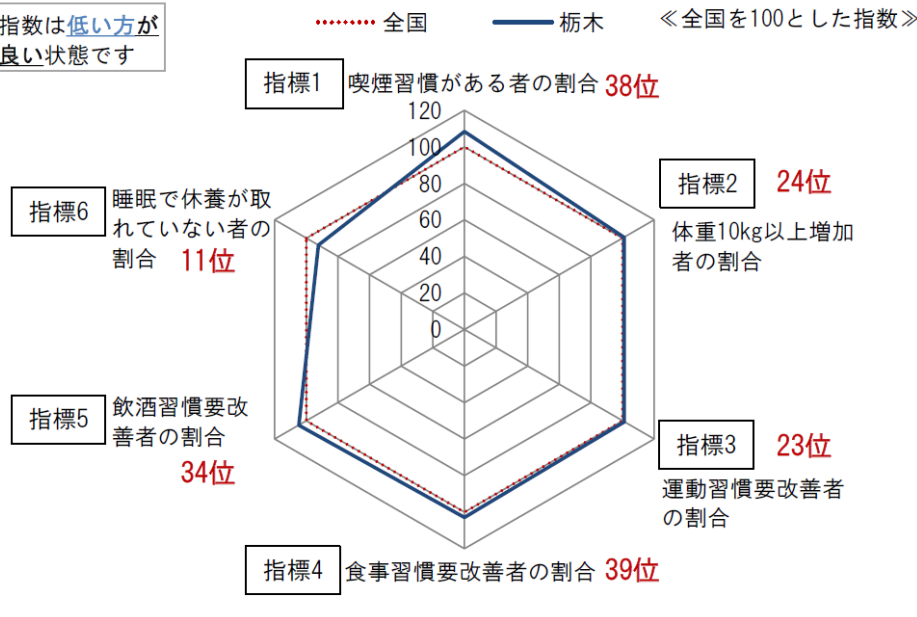 指数は低い方が
良い状態です
全国
栃木
≪全国を100とした指数≫
指標1
喫煙習慣がある者の割合
38位
120
100
80
60
40
20
0
指標2
24位
体重10kg以上増加
者の割合
指標3
23位
運動習慣要改善者
の割合
指標4
食事習慣要改善者の割合
39位
指標5
飲酒習慣要改
善者の割合
34位
指標6
睡眠で休養が取
れていない者の
割合
11位